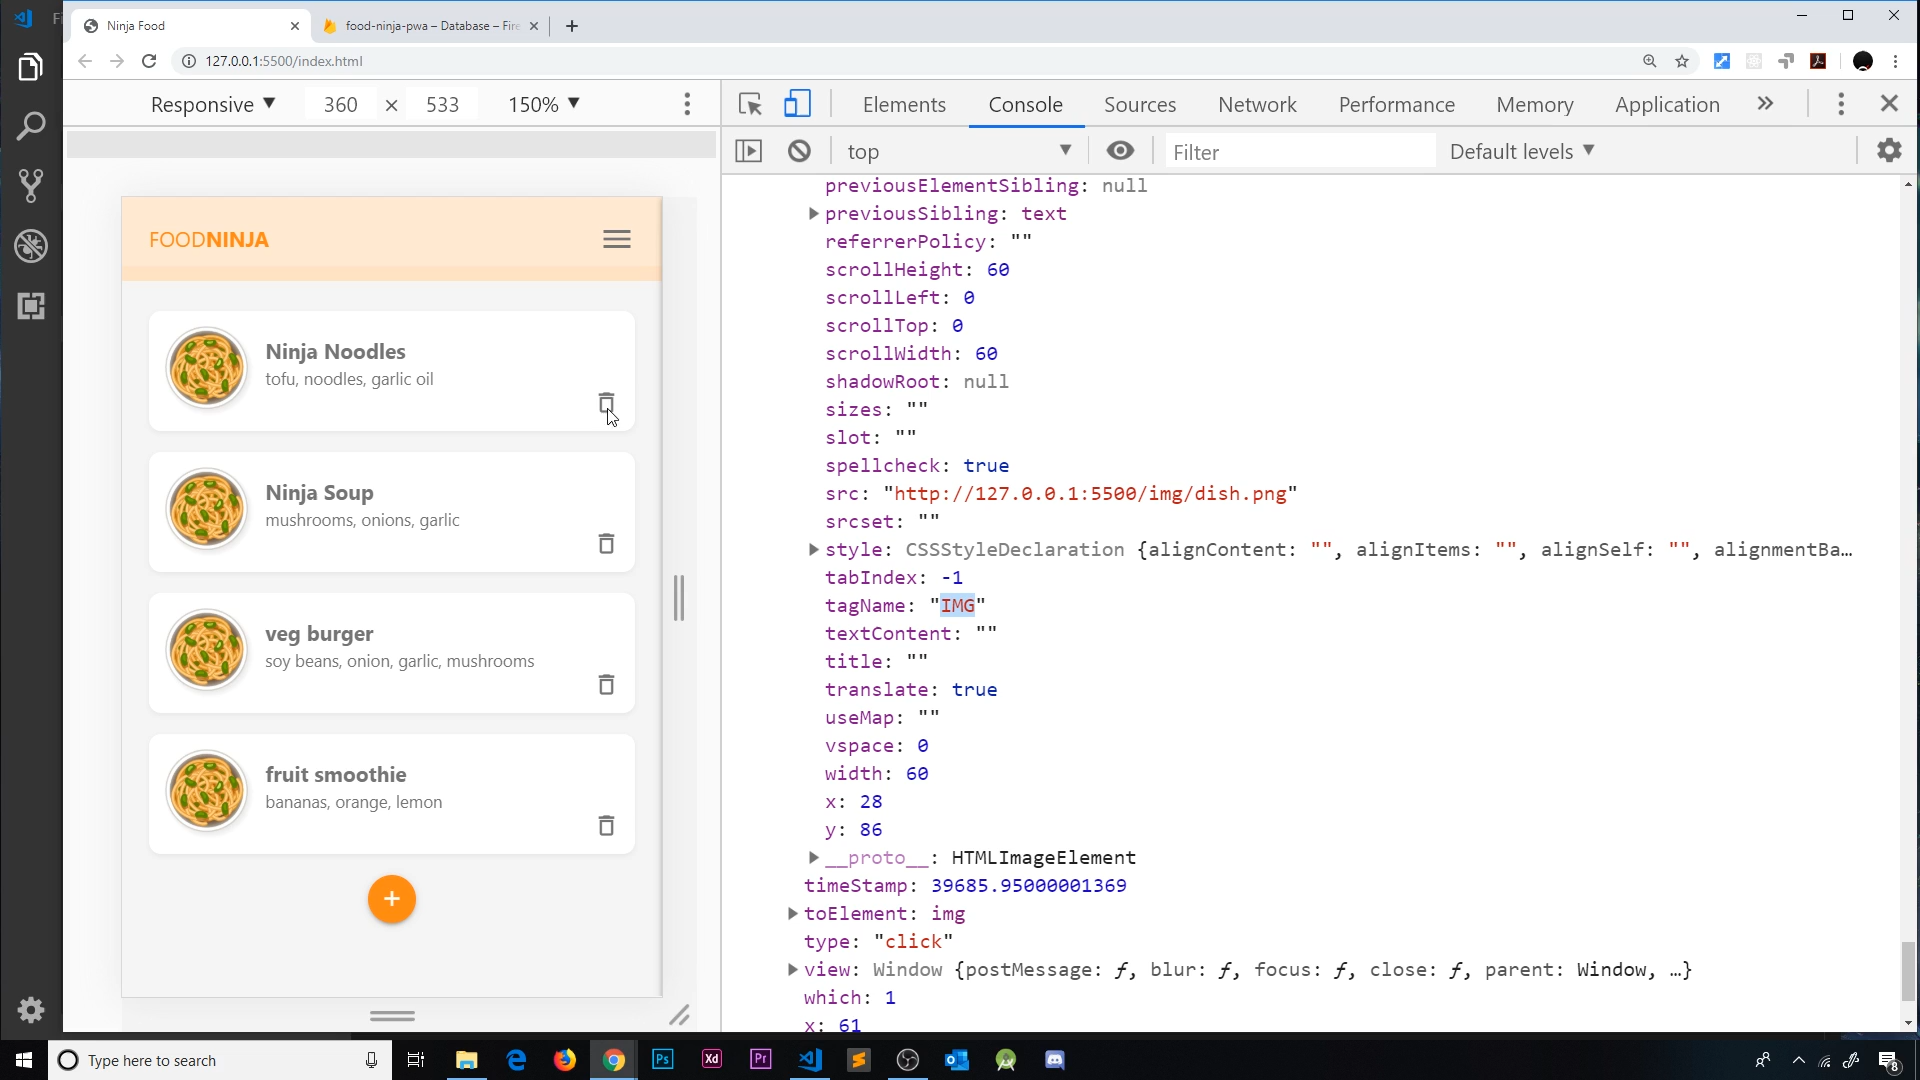 Ninja Food
food-ninja-pwa – Database – Fire
127.0.0.1:5500/index.html
Responsive ▼ 360 × 533 150% ▼
Elements Console Sources Network Performance Memory Application »
top ▼ Filter Default levels ▼
FOODNINJA
Ninja Noodles
tofu, noodles, garlic oil
Ninja Soup
mushrooms, onions, garlic
veg burger
soy beans, onion, garlic, mushrooms
fruit smoothie
bananas, orange, lemon
+
previousElementSibling: null
previousSibling: text
referrerPolicy: ""
scrollHeight: 60
scrollLeft: 0
scrollTop: 0
scrollWidth: 60
shadowRoot: null
sizes: ""
slot: ""
spellcheck: true
src: "http://127.0.0.1:5500/img/dish.png"
srcset: ""
style: CSSStyleDeclaration {alignContent: "", alignItems: "", alignSelf: "", alignmentBa…
tabIndex: -1
tagName: "IMG"
textContent: ""
title: ""
translate: true
useMap: ""
vspace: 0
width: 60
x: 28
y: 86
__proto__: HTMLImageElement
timeStamp: 39685.95000001369
toElement: img
type: "click"
view: Window {postMessage: ƒ, blur: ƒ, focus: ƒ, close: ƒ, parent: Window, …}
which: 1
x: 61
Type here to search
Ps
Xd
Pr
8